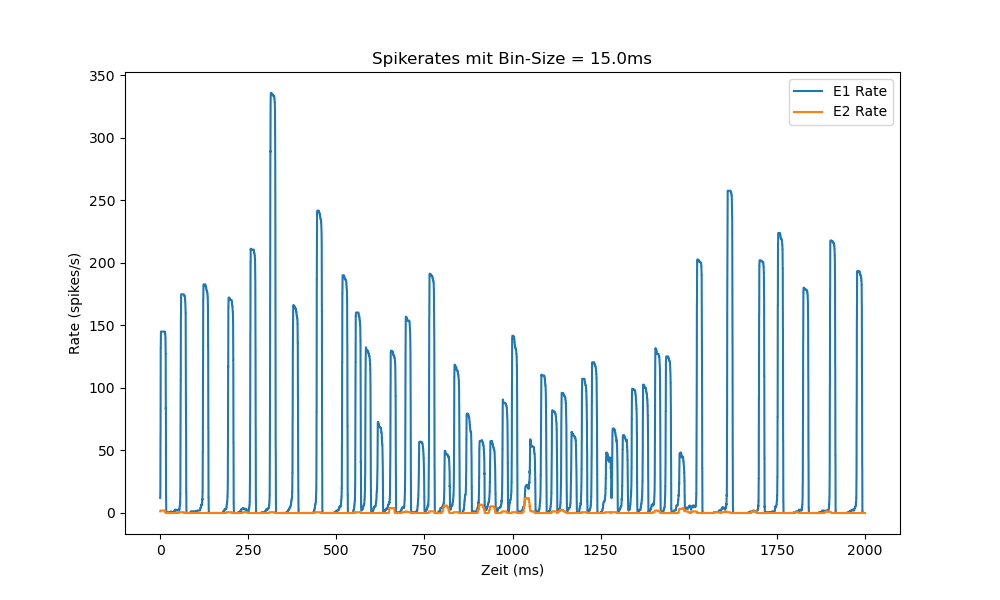 Spikerates mit Bin-Size = 15.0ms
E1 Rate
E2 Rate
Rate (spikes/s)
350
300
250
200
150
100
50
0
0 250 500 750 1000 1250 1500 1750 2000
Zeit (ms)